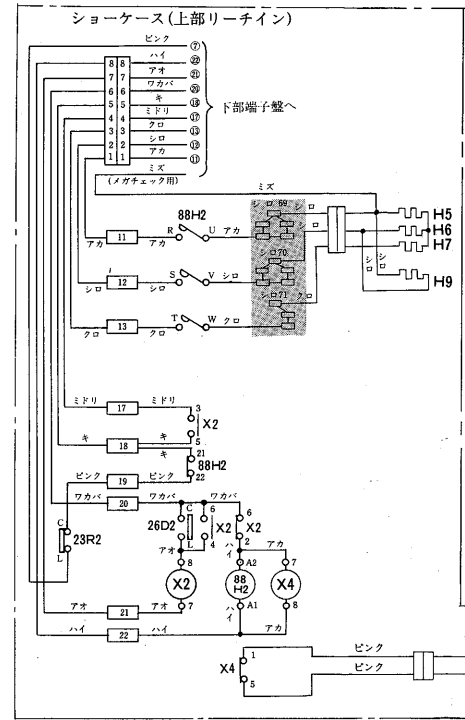 ショーケース(上部リーチイン)
ピンク ⑦
8 8 ハイ ㉒
7 7 アオ ㉑
6 6 ワカバ ⑳
5 5 キ ⑱
4 4 ミドリ ⑰
3 3 クロ ⑬
2 2 シロ ⑫
1 1 アカ ⑪
下部端子盤へ
ミズ
(メガチェック用)
ミズ
88H2
シロ 69 シロ
H5
アカ 11 アカ R U アカ
シロ
H6
H7
シロ 70
シロ シロ
H9
シロ 12 シロ S V シロ
シロ 71 クロ
クロ 13 クロ T W クロ
ミドリ 17 ミドリ 3
X2
キ 18 キ 5
キ 21
88H2
ピンク 19 ピンク 22
ワカバ 20 ワカバ ワカバ
C
23R2
L
26D2 C 6 X2 6 X2
L 4 2
アオ ハイ アカ
8 A2 7
X2 88H2 X4
7 A1 8
アオ 21 アオ ハイ アカ
ハイ 22 ハイ
X4 1 ピンク
5 ピンク